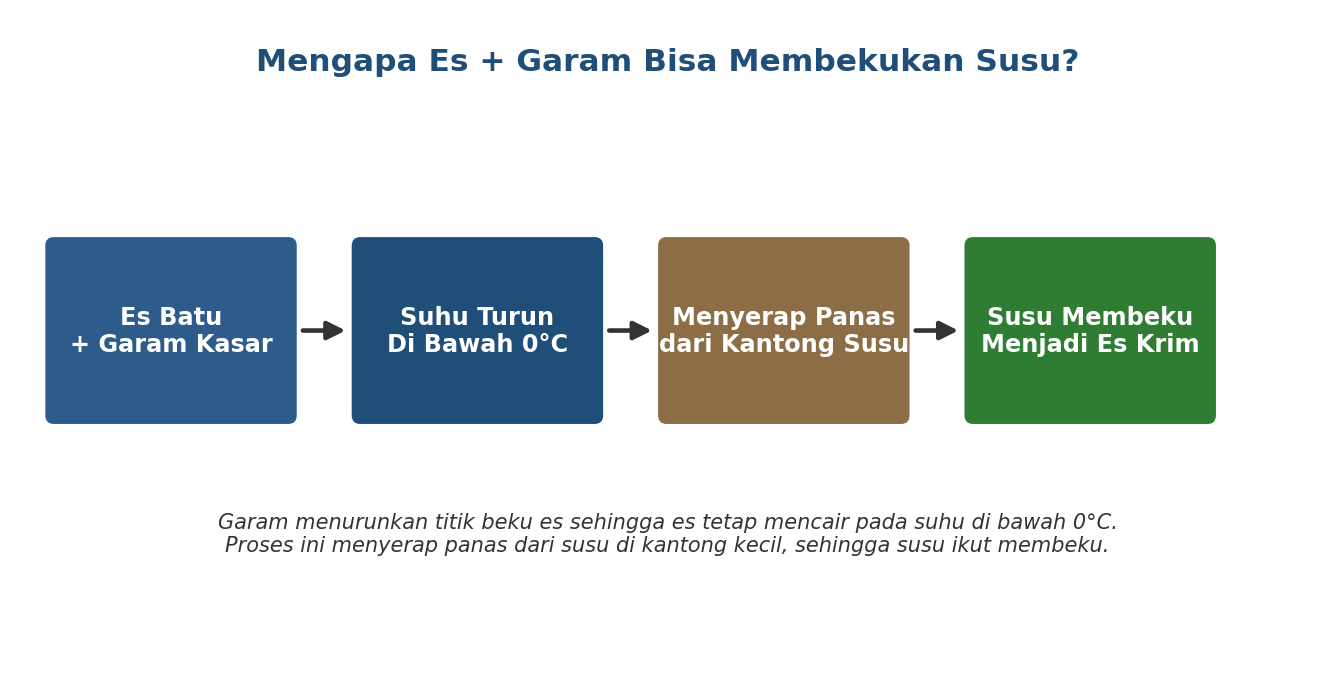 Mengapa Es + Garam Bisa Membekukan Susu?
Es Batu
+ Garam Kasar
Suhu Turun
Di Bawah 0°C
Menyerap Panas
dari Kantong Susu
Susu Membeku
Menjadi Es Krim
Garam menurunkan titik beku es sehingga es tetap mencair pada suhu di bawah 0°C.
Proses ini menyerap panas dari susu di kantong kecil, sehingga susu ikut membeku.